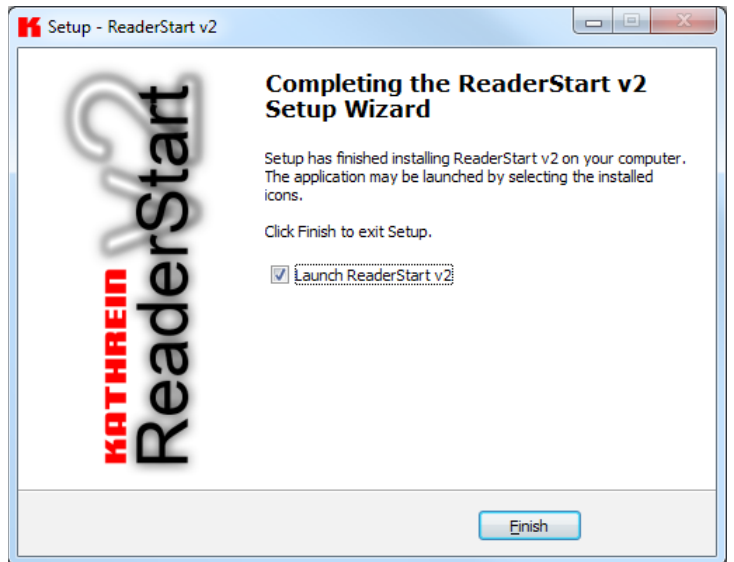 Setup - ReaderStart v2
KATHREIN
ReaderStart
v2
Completing the ReaderStart v2
Setup Wizard
Setup has finished installing ReaderStart v2 on your computer.
The application may be launched by selecting the installed
icons.
Click Finish to exit Setup.
Launch ReaderStart v2
Finish